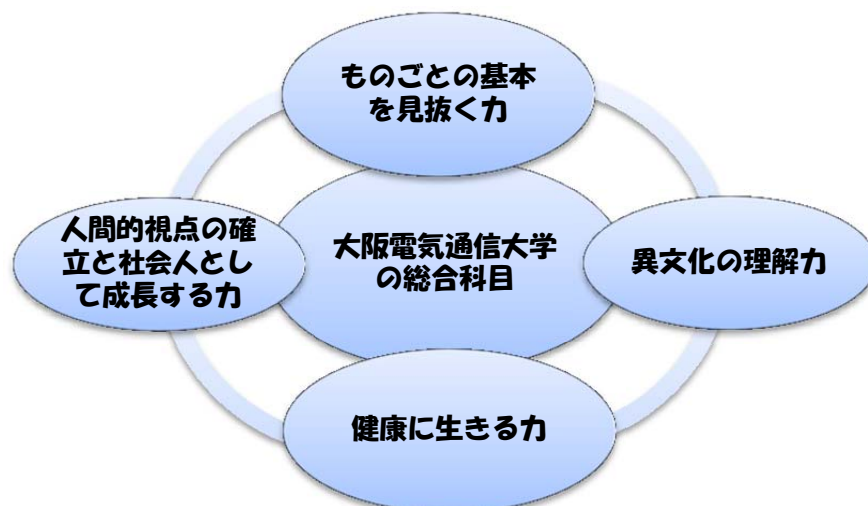 ものごとの基本
を見抜く力
人間的視点の確
立と社会人とし
て成長する力
大阪電気通信大学
の総合科目
異文化の理解力
健康に生きる力